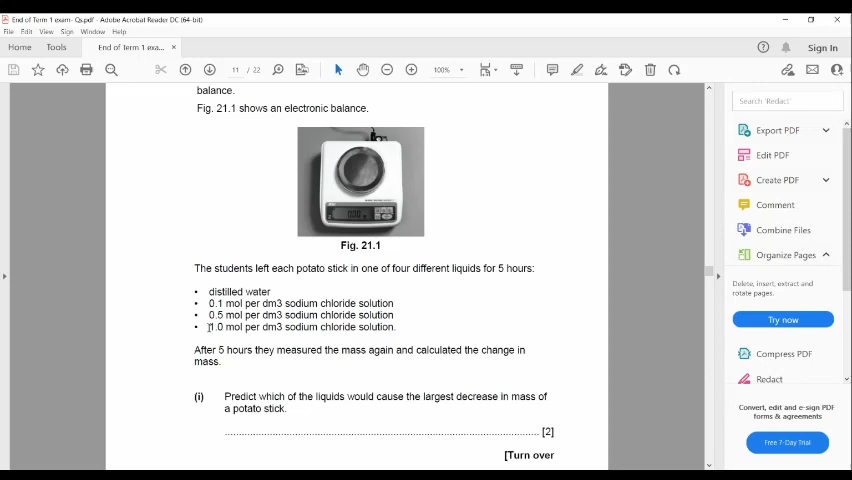 End of Term 1 exam- Qs.pdf - Adobe Acrobat Reader DC (64-bit)
File Edit View Sign Window Help
Home Tools End of Term 1 exa... ×
Sign In
11 / 22
100%
balance.
Fig. 21.1 shows an electronic balance.
Fig. 21.1
The students left each potato stick in one of four different liquids for 5 hours:
• distilled water
• 0.1 mol per dm3 sodium chloride solution
• 0.5 mol per dm3 sodium chloride solution
• 1.0 mol per dm3 sodium chloride solution.
After 5 hours they measured the mass again and calculated the change in
mass.
(i) Predict which of the liquids would cause the largest decrease in mass of
a potato stick.
........................................................................................................ [2]
[Turn over
Search 'Redact'
Export PDF
Edit PDF
Create PDF
Comment
Combine Files
Organize Pages
Delete, insert, extract and
rotate pages.
Try now
Compress PDF
Redact
Convert, edit and e-sign PDF
forms & agreements
Free 7-Day Trial